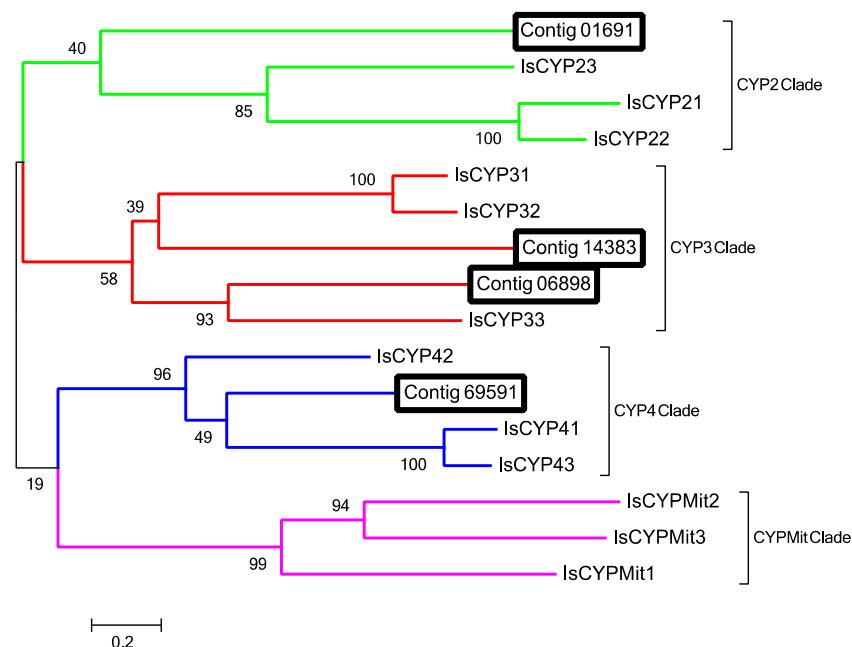 Contig 01691
40
IsCYP23
CYP2 Clade
85
IsCYP21
100
IsCYP22
IsCYP31
100
39
IsCYP32
Contig 14383
CYP3 Clade
58
Contig 06898
93
IsCYP33
IsCYP42
96
Contig 69591
CYP4 Clade
49
IsCYP41
100
IsCYP43
19
IsCYPMit2
94
IsCYPMit3
CYPMit Clade
99
IsCYPMit1
0.2